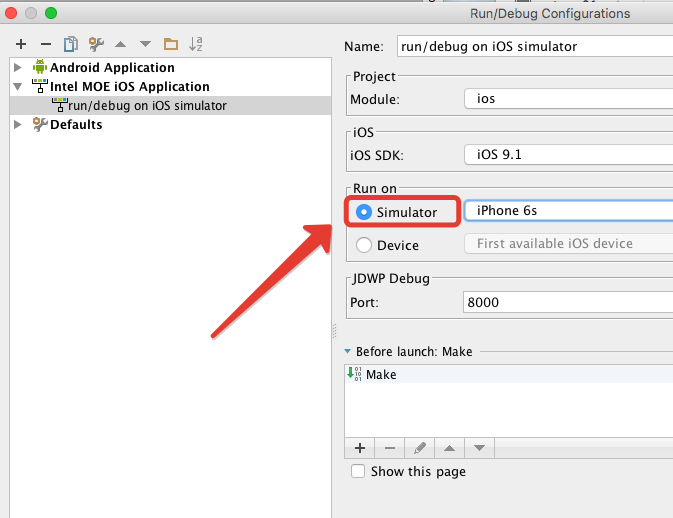 Run/Debug Configurations
Name: run/debug on iOS simulator
Android Application
Intel MOE iOS Application
run/debug on iOS simulator
Defaults
Project
Module: ios
iOS
iOS SDK: iOS 9.1
Run on
Simulator iPhone 6s
Device First available iOS device
JDWP Debug
Port: 8000
Before launch: Make
Make
Show this page